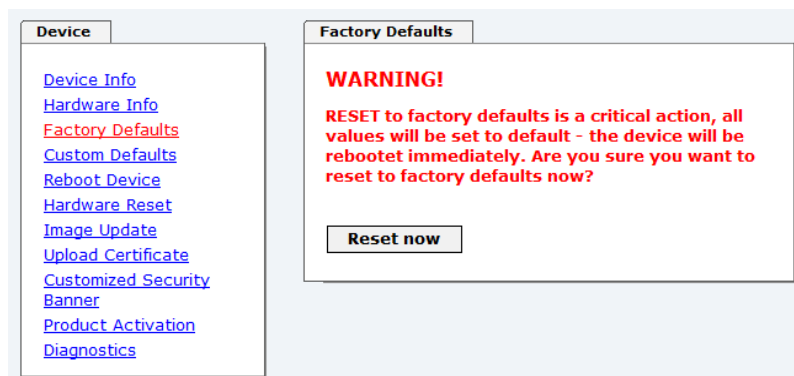 Device
Device Info
Hardware Info
Factory Defaults
Custom Defaults
Reboot Device
Hardware Reset
Image Update
Upload Certificate
Customized Security
Banner
Product Activation
Diagnostics
Factory Defaults
WARNING!
RESET to factory defaults is a critical action, all
values will be set to default - the device will be
rebootet immediately. Are you sure you want to
reset to factory defaults now?
Reset now